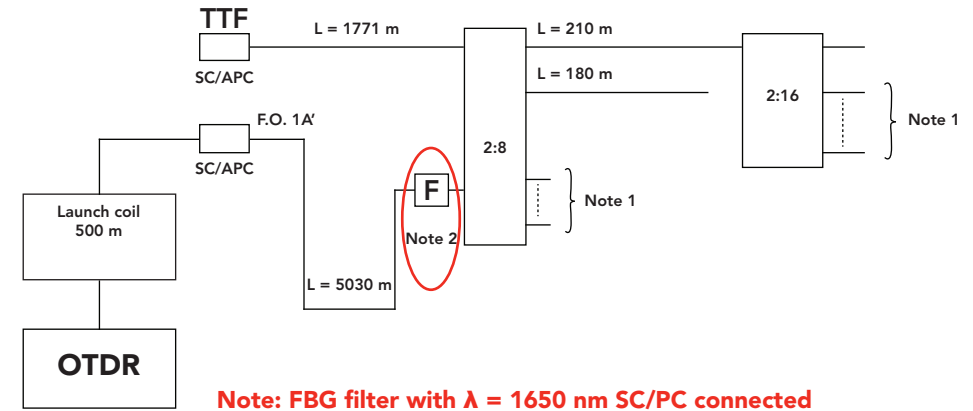 TTF
L = 1771 m
L = 210 m
SC/APC
L = 180 m
2:16
Note 1
F.O. 1A'
SC/APC
2:8
F
Note 1
Launch coil
500 m
Note 2
L = 5030 m
OTDR
Note: FBG filter with λ = 1650 nm SC/PC connected